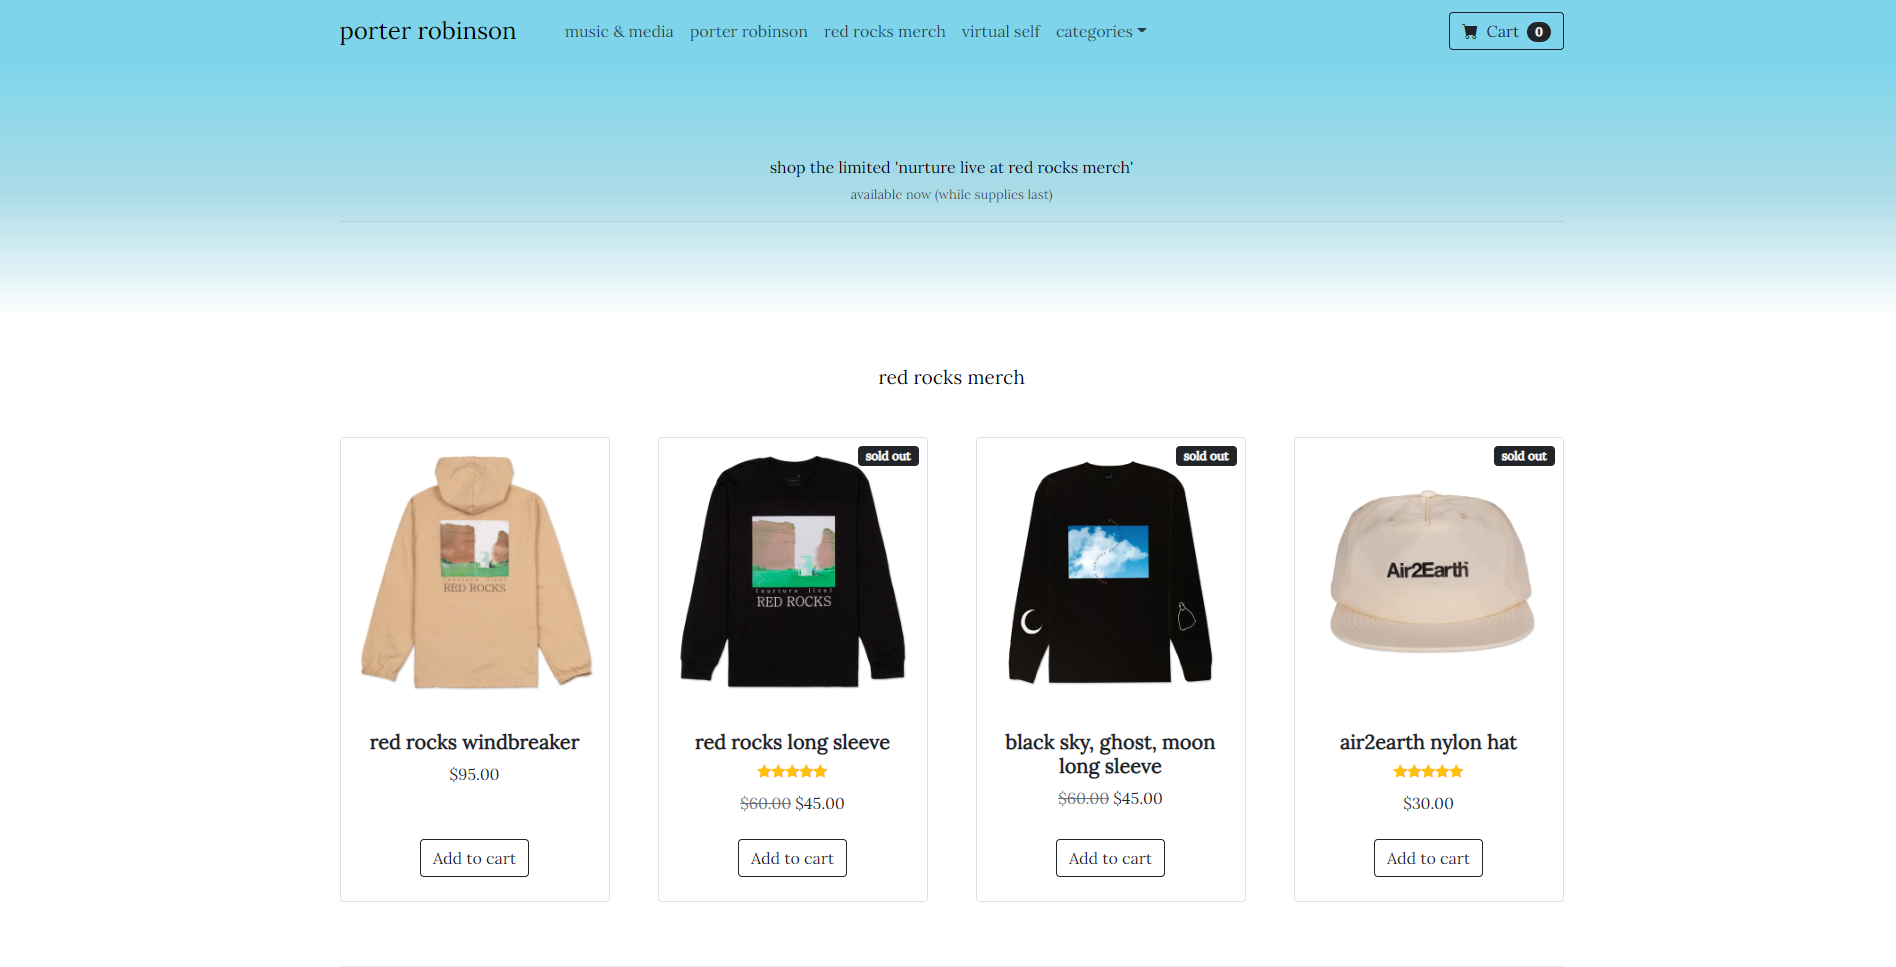 porter robinson
music & media
porter robinson
red rocks merch
virtual self
categories
Cart 0
shop the limited 'nurture live at red rocks merch'
available now (while supplies last)
red rocks merch
RED ROCKS
red rocks windbreaker
$95.00
Add to cart
sold out
(nurture live)
RED ROCKS
red rocks long sleeve
$60.00 $45.00
Add to cart
sold out
black sky, ghost, moon
long sleeve
$60.00 $45.00
Add to cart
sold out
Air2Earth
air2earth nylon hat
$30.00
Add to cart